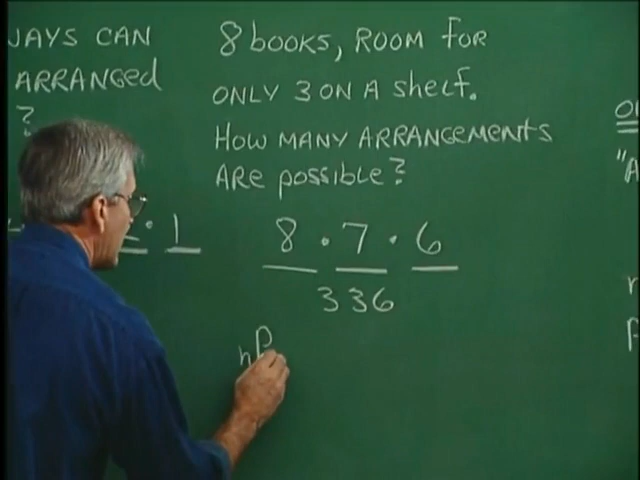 WAYS CAN
ARRANGEd
?
· 1
8 books, ROOM FOR
ONLY 3 ON A shelf.
HOW MANY ARRANGEMENTS
ARE possible?
8 · 7 · 6
336
nP